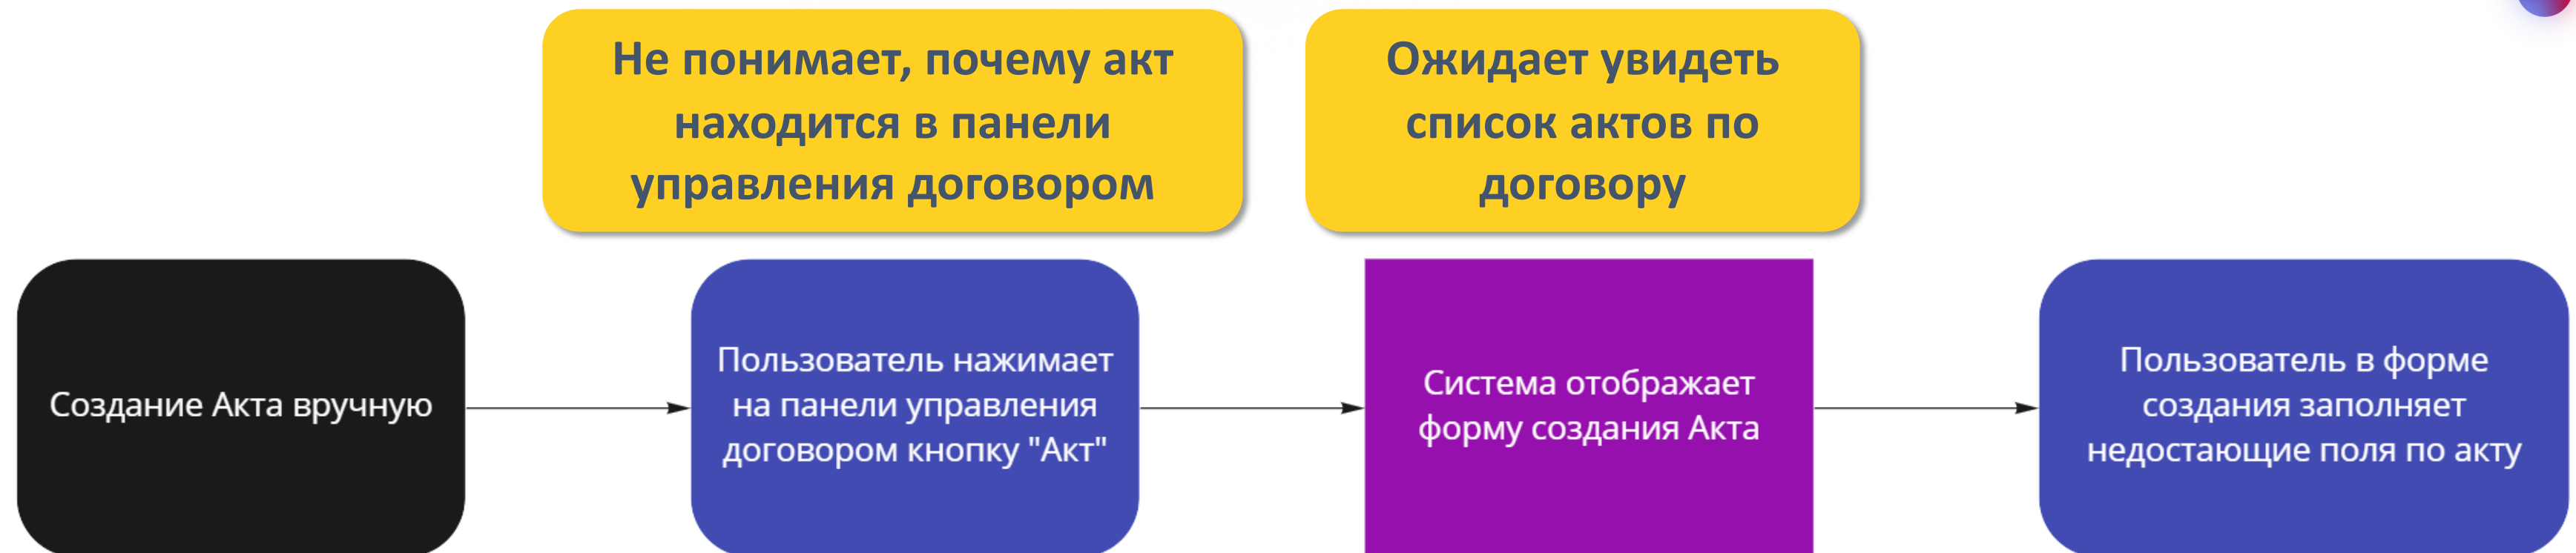 Не понимает, почему акт
находится в панели
управления договором
Ожидает увидеть
список актов по
договору
Создание Акта вручную
Пользователь нажимает
на панели управления
договором кнопку "Акт"
Система отображает
форму создания Акта
Пользователь в форме
создания заполняет
недостающие поля по акту